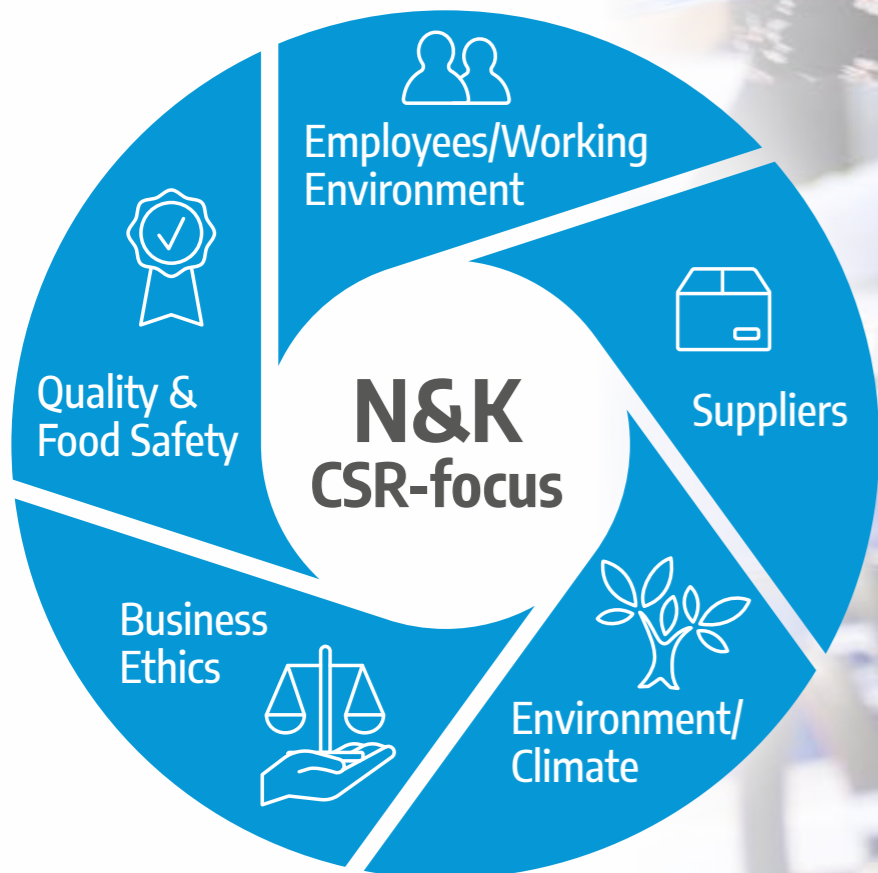 Employees/Working
Environment
Suppliers
Environment/
Climate
Business
Ethics
Quality &
Food Safety
N&K
CSR-focus